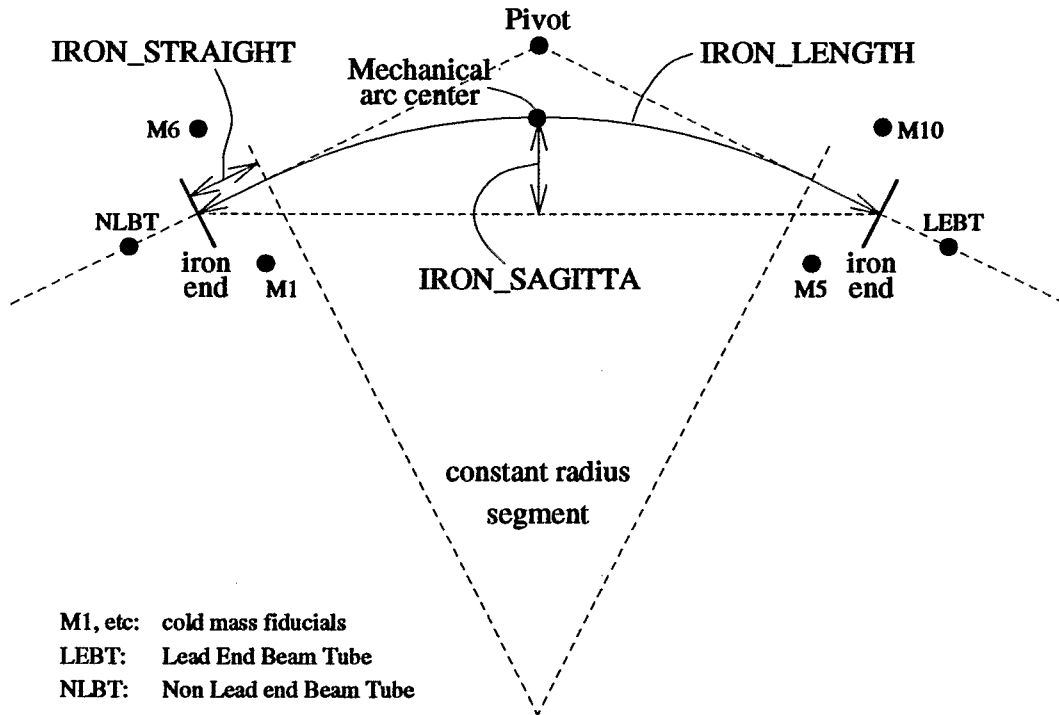 Pivot
IRON_STRAIGHT
IRON_LENGTH
Mechanical
arc center
M6
M10
NLBT
LEBT
iron
end
M1
IRON_SAGITTA
M5
iron
end
constant radius
segment
M1, etc: cold mass fiducials
LEBT: Lead End Beam Tube
NLBT: Non Lead end Beam Tube